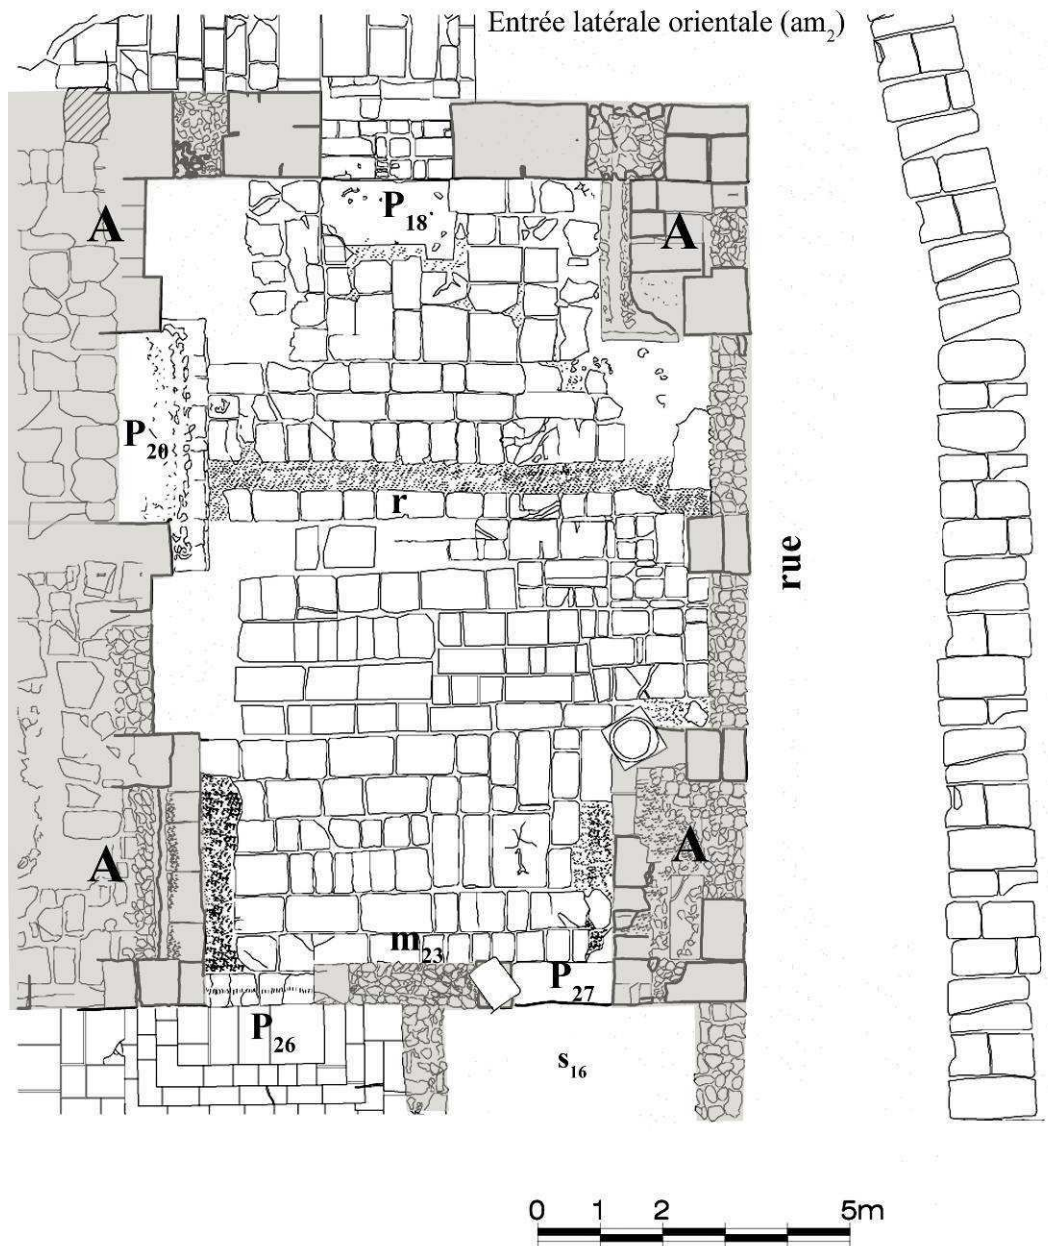 Entrée latérale orientale (am2)
P18
A
A
P20
r
rue
A
A
m23
P27
P26
s16
0 1 2 5m